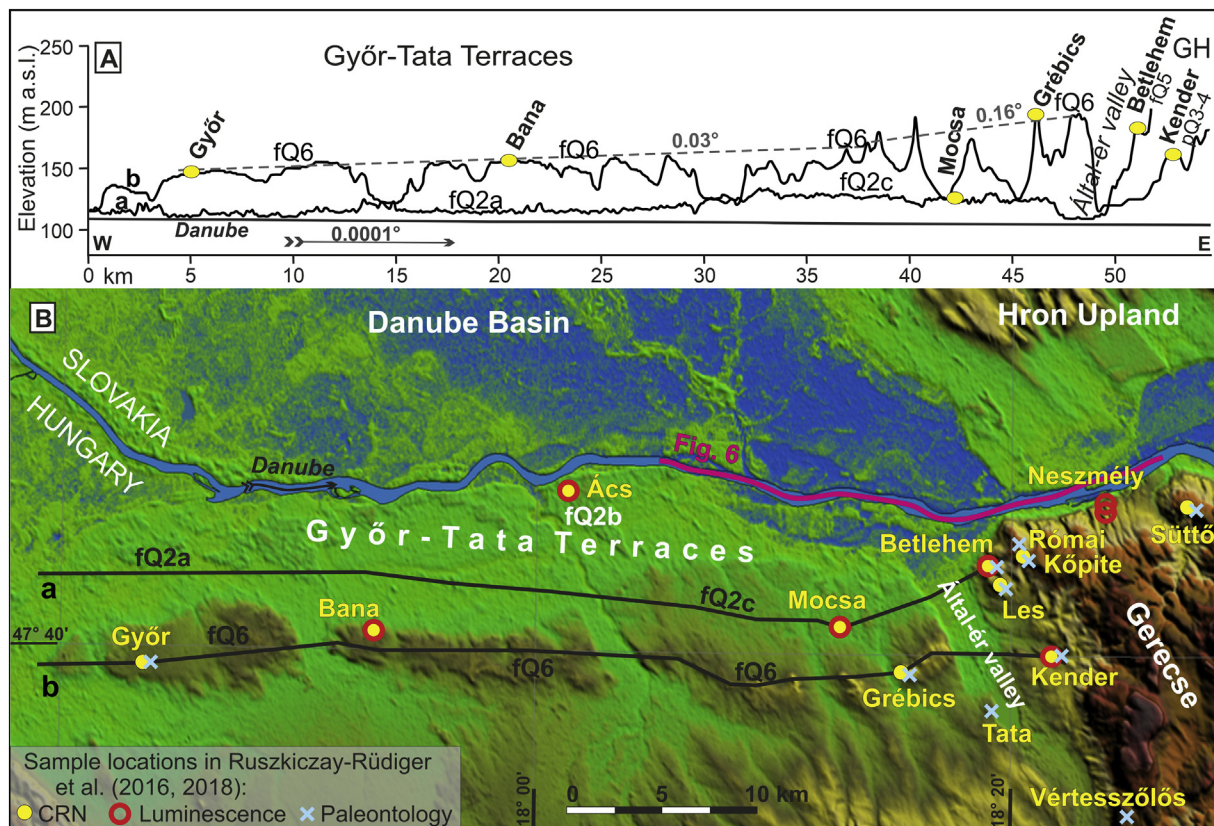 A
Győr-Tata Terraces
GH
Elevation (m a.s.l.)
250
200
150
100
Győr
Bana
Mocsa
Grébics
Által-ér valley
Betlehem
fQ5
Kender
pQ3-4
fQ6
fQ6
fQ6
fQ6
0.03°
0.16°
b
a
fQ2a
fQ2c
Danube
0.0001°
W
E
0 km 5 10 15 20 25 30 35 40 45 50
B
Danube Basin
Hron Upland
SLOVAKIA
HUNGARY
Danube
Fig. 6
Neszmély
Ács
fQ2b
Győr-Tata Terraces
Betlehem
Római
Kőpite
Süttő
Les
fQ2a
a
fQ2c
Mocsa
Által-ér valley
Bana
47° 40'
Győr
fQ6
fQ6
fQ6
b
Grébics
Kender
Gerecse
Tata
Sample locations in Ruszkiczay-Rüdiger
et al. (2016, 2018):
CRN Luminescence Paleontology
18° 00'
0 5 10 km
18° 20'
Vértesszőlős